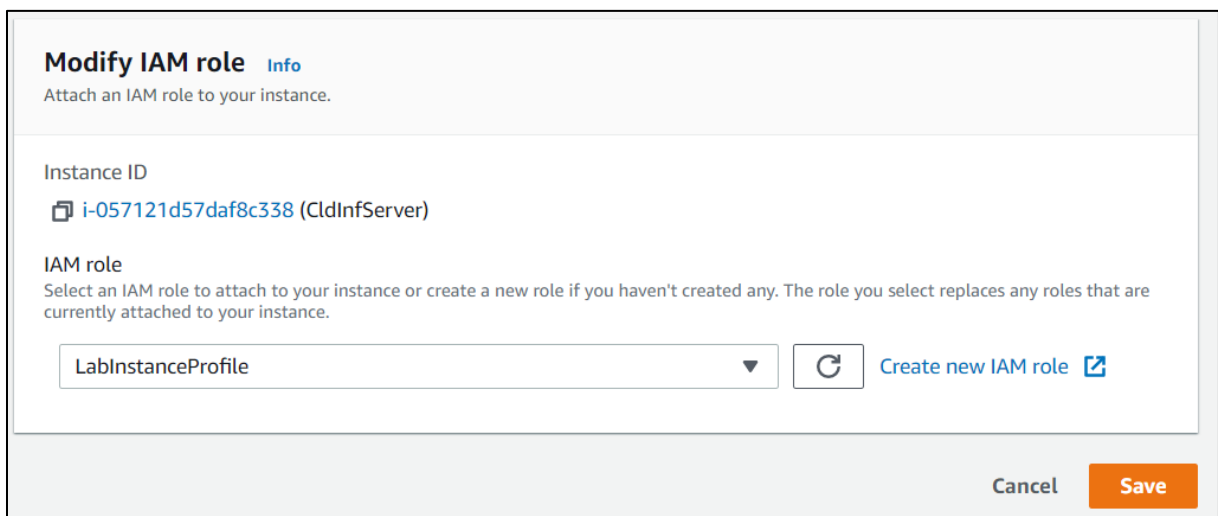 Modify IAM role Info
Attach an IAM role to your instance.
Instance ID
i-057121d57daf8c338 (CldInfServer)
IAM role
Select an IAM role to attach to your instance or create a new role if you haven't created any. The role you select replaces any roles that are
currently attached to your instance.
LabInstanceProfile Create new IAM role
Cancel Save